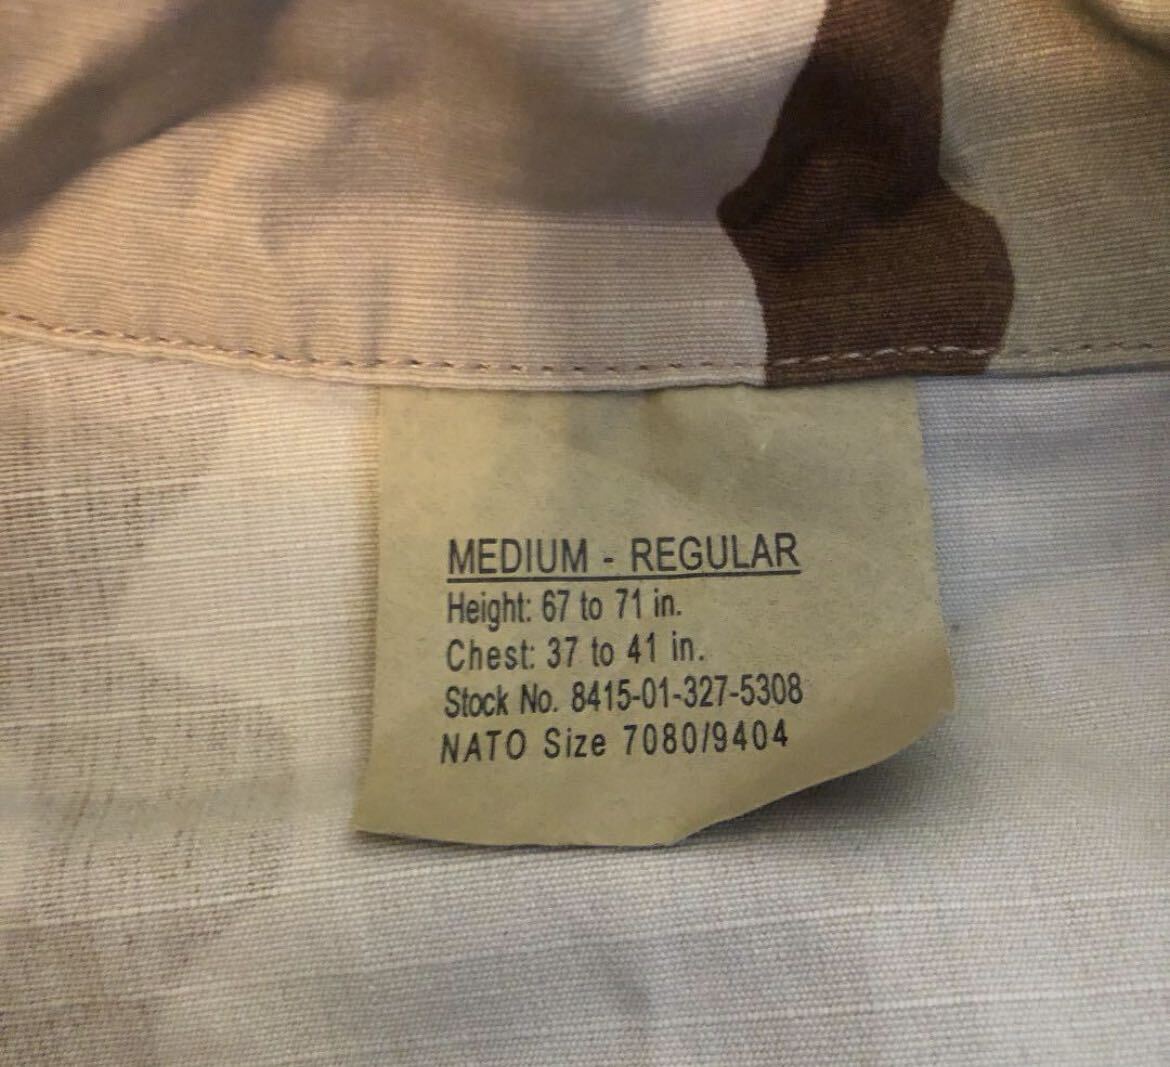 MEDIUM - REGULAR
Height: 67 to 71 in.
Chest: 37 to 41 in.
Stock No. 8415-01-327-5308
NATO Size 7080/9404